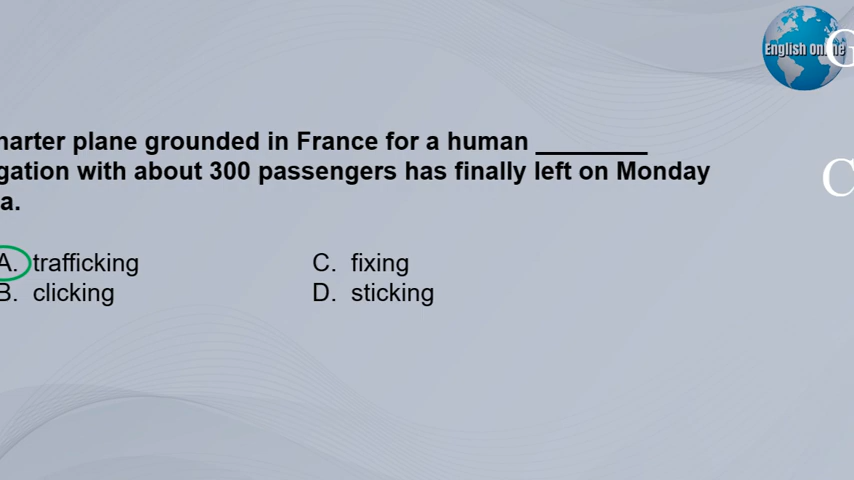 English Online
harter plane grounded in France for a human ________
gation with about 300 passengers has finally left on Monday
a.
A. trafficking
B. clicking
C. fixing
D. sticking